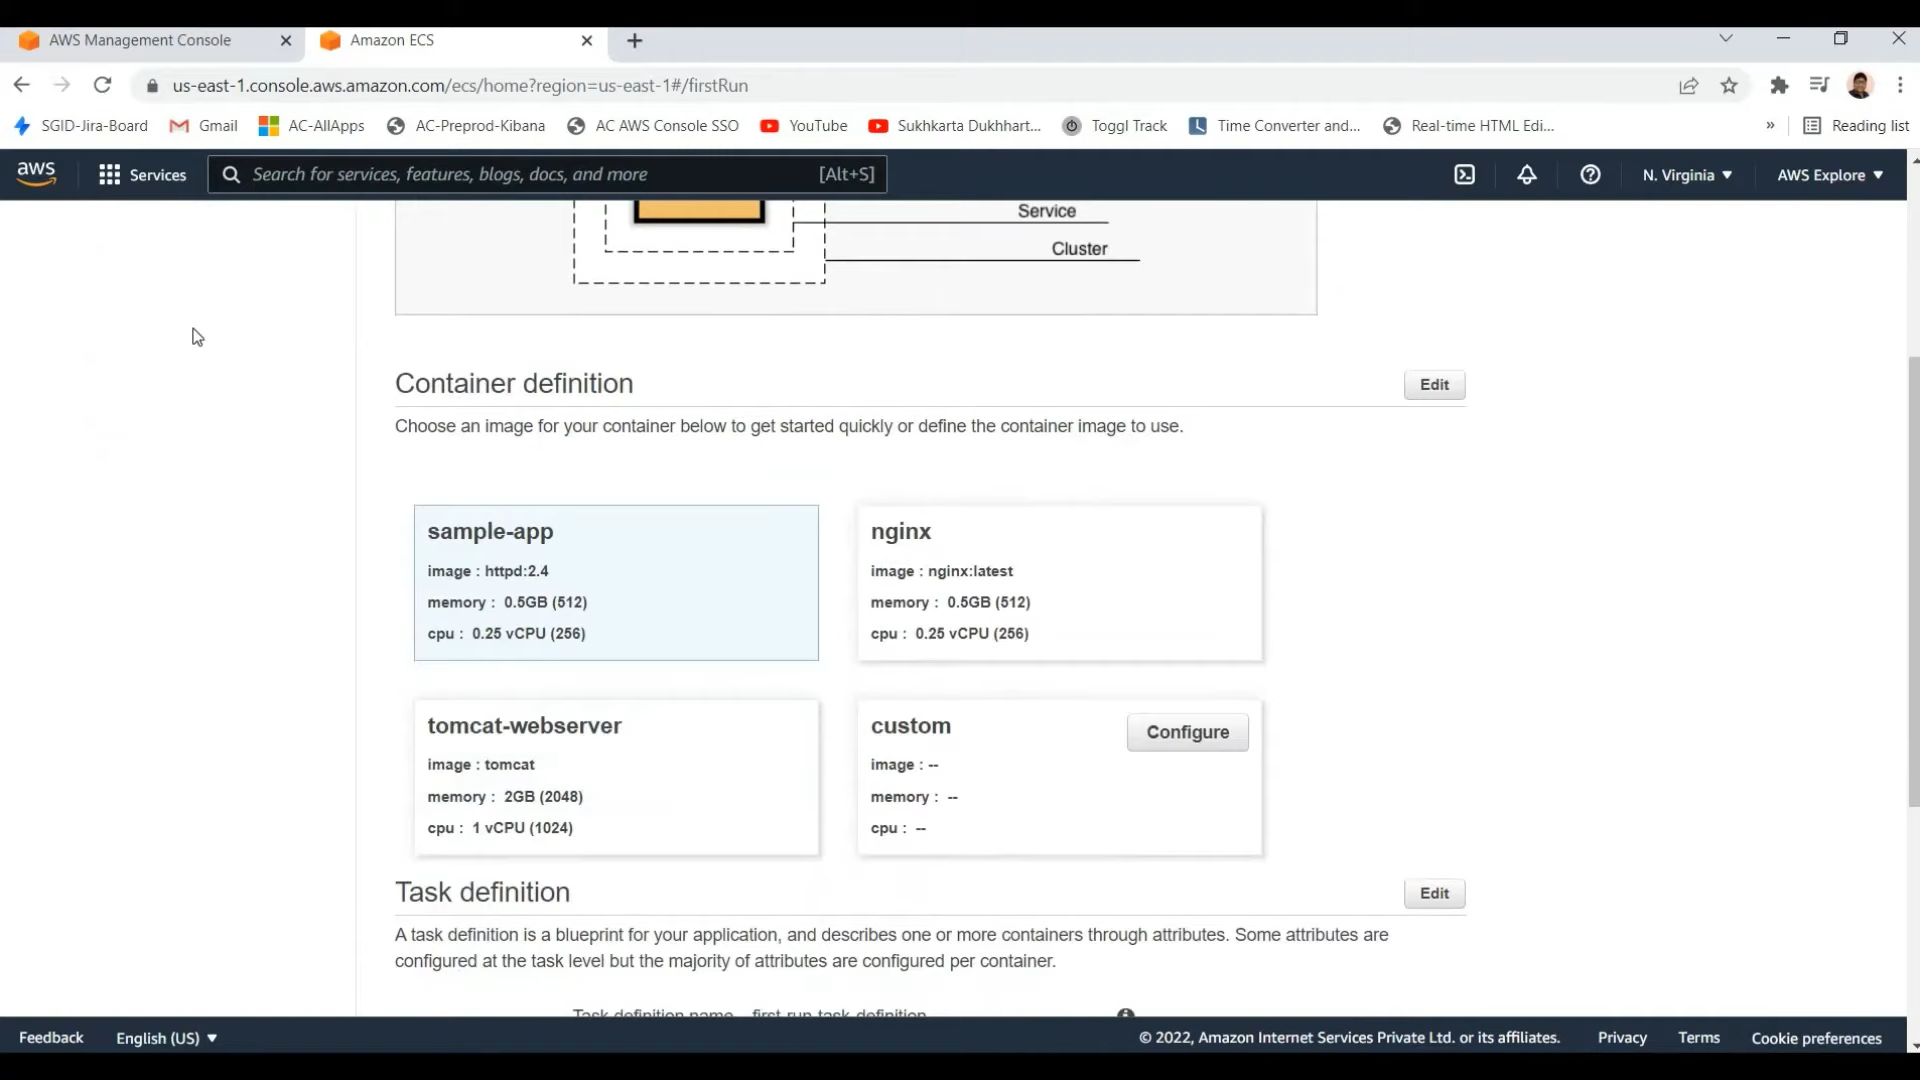 AWS Management Console
Amazon ECS
us-east-1.console.aws.amazon.com/ecs/home?region=us-east-1#/firstRun
SGID-Jira-Board
Gmail
AC-AllApps
AC-Preprod-Kibana
AC AWS Console SSO
YouTube
Sukhkarta Dukhhart...
Toggl Track
Time Converter and...
Real-time HTML Edi...
»
Reading list
aws
Services
Search for services, features, blogs, docs, and more
[Alt+S]
N. Virginia
AWS Explore
Service
Cluster
Container definition
Edit
Choose an image for your container below to get started quickly or define the container image to use.
sample-app
image : httpd:2.4
memory : 0.5GB (512)
cpu : 0.25 vCPU (256)
nginx
image : nginx:latest
memory : 0.5GB (512)
cpu : 0.25 vCPU (256)
tomcat-webserver
image : tomcat
memory : 2GB (2048)
cpu : 1 vCPU (1024)
custom
Configure
image : --
memory : --
cpu : --
Task definition
Edit
A task definition is a blueprint for your application, and describes one or more containers through attributes. Some attributes are
configured at the task level but the majority of attributes are configured per container.
Task definition name
first-run-task-definition
Feedback
English (US)
© 2022, Amazon Internet Services Private Ltd. or its affiliates.
Privacy
Terms
Cookie preferences